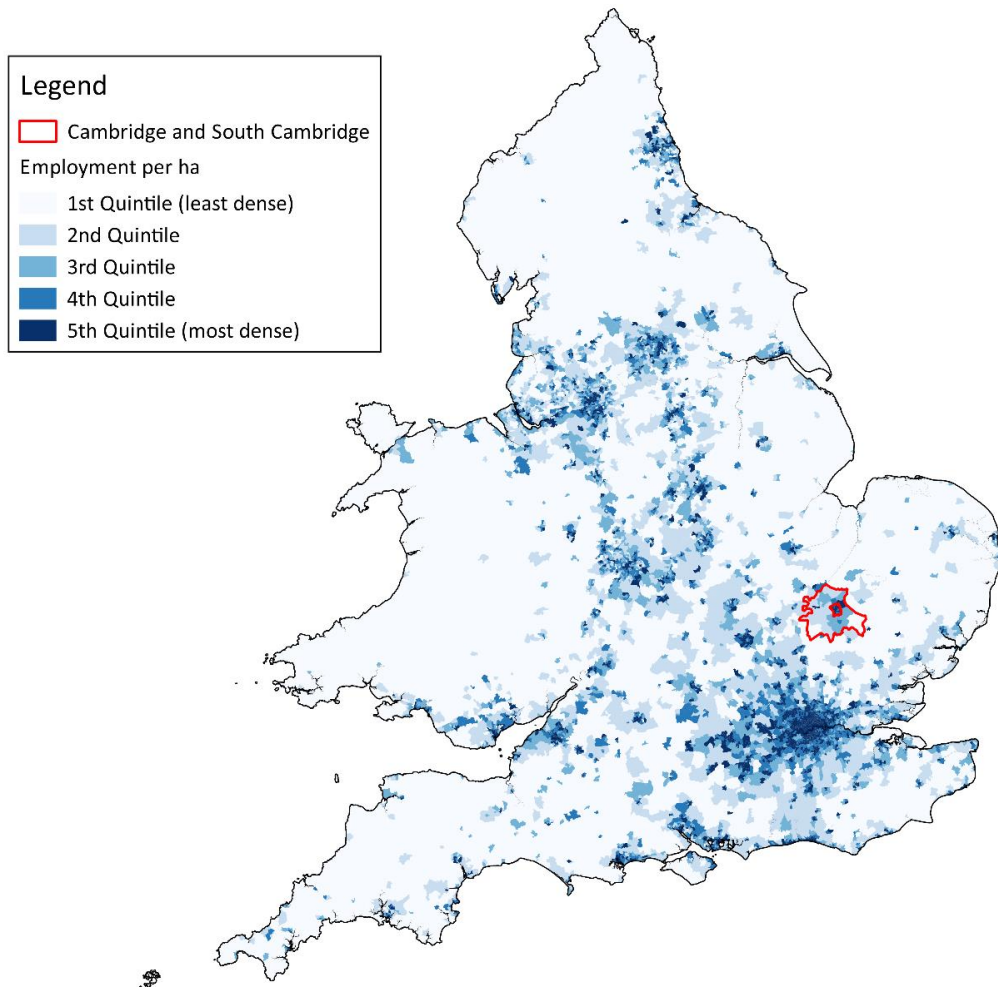 Legend
Cambridge and South Cambridge
Employment per ha
1st Quintile (least dense)
2nd Quintile
3rd Quintile
4th Quintile
5th Quintile (most dense)